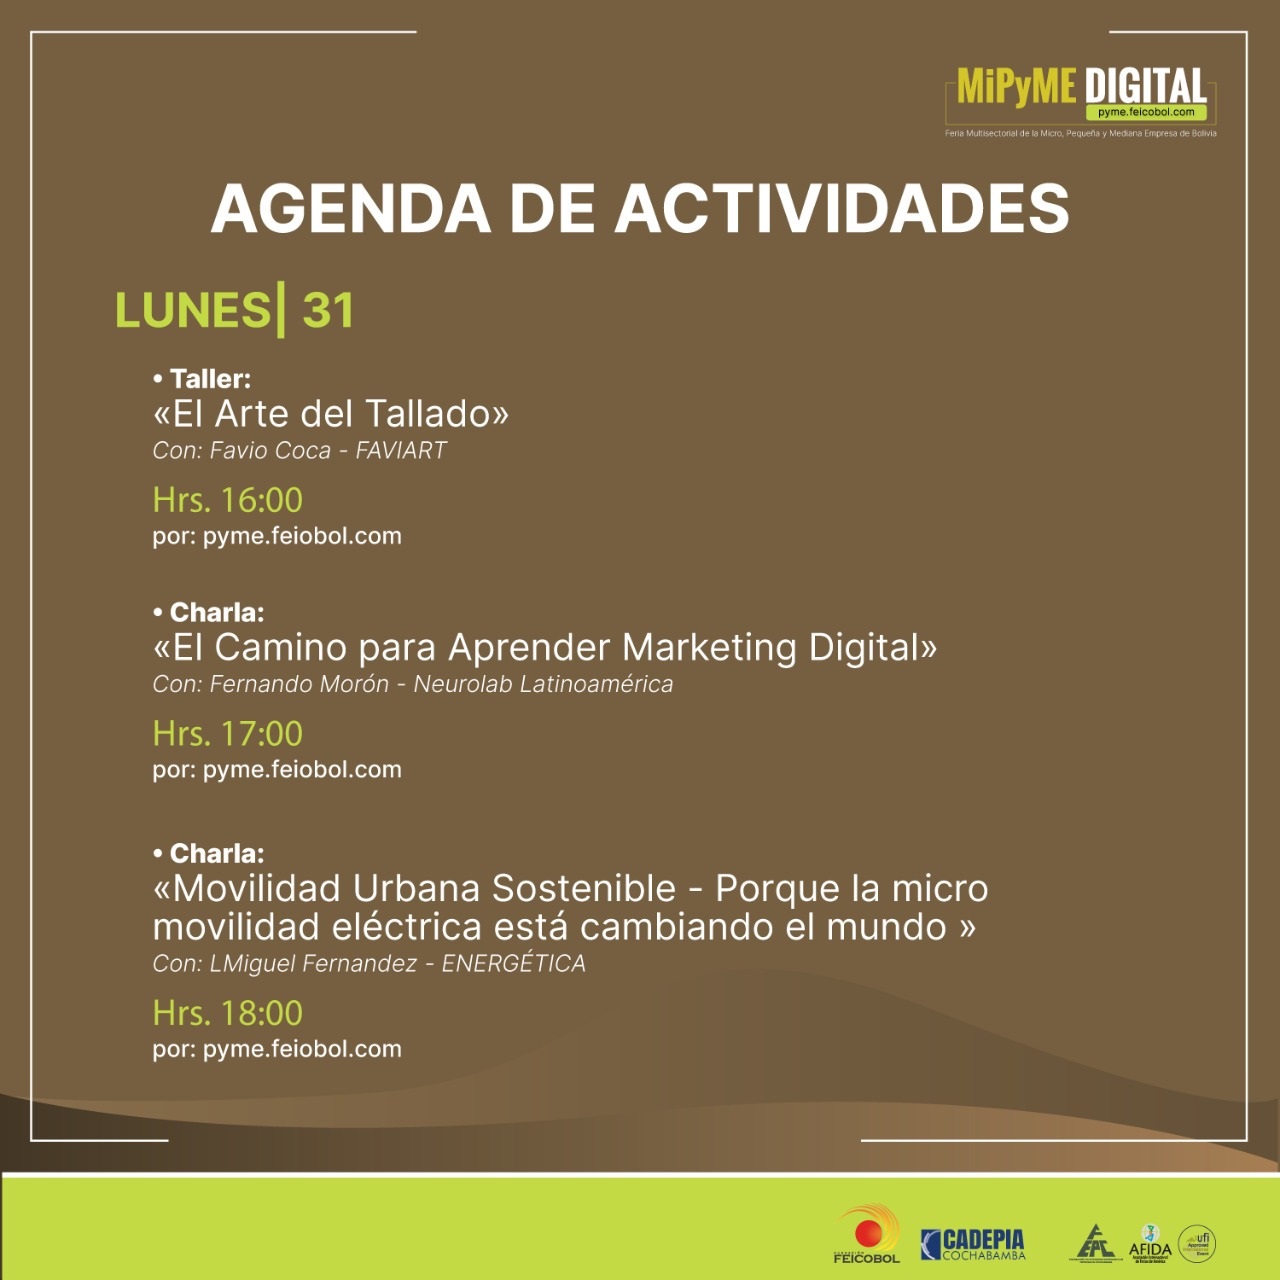 MiPyME DIGITAL
pyme.feicobol.com
Feria Multisectorial de la Micro, Pequeña y Mediana Empresa de Bolivia
AGENDA DE ACTIVIDADES
LUNES| 31
• Taller:
«El Arte del Tallado»
Con: Favio Coca - FAVIART
Hrs. 16:00
por: pyme.feiobol.com
• Charla:
«El Camino para Aprender Marketing Digital»
Con: Fernando Morón - Neurolab Latinoamérica
Hrs. 17:00
por: pyme.feiobol.com
• Charla:
«Movilidad Urbana Sostenible - Porque la micro
movilidad eléctrica está cambiando el mundo »
Con: LMiguel Fernandez - ENERGÉTICA
Hrs. 18:00
por: pyme.feiobol.com
FEICOBOL
CADEPIA
COCHABAMBA
AFIDA
ufi
Approved
Event